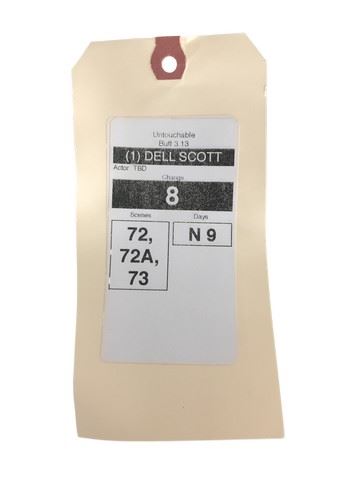 Untouchable
Buff 3.13
(1) DELL SCOTT
Actor TBD
Change
8
Scenes
Days
72,
72A,
73
N 9